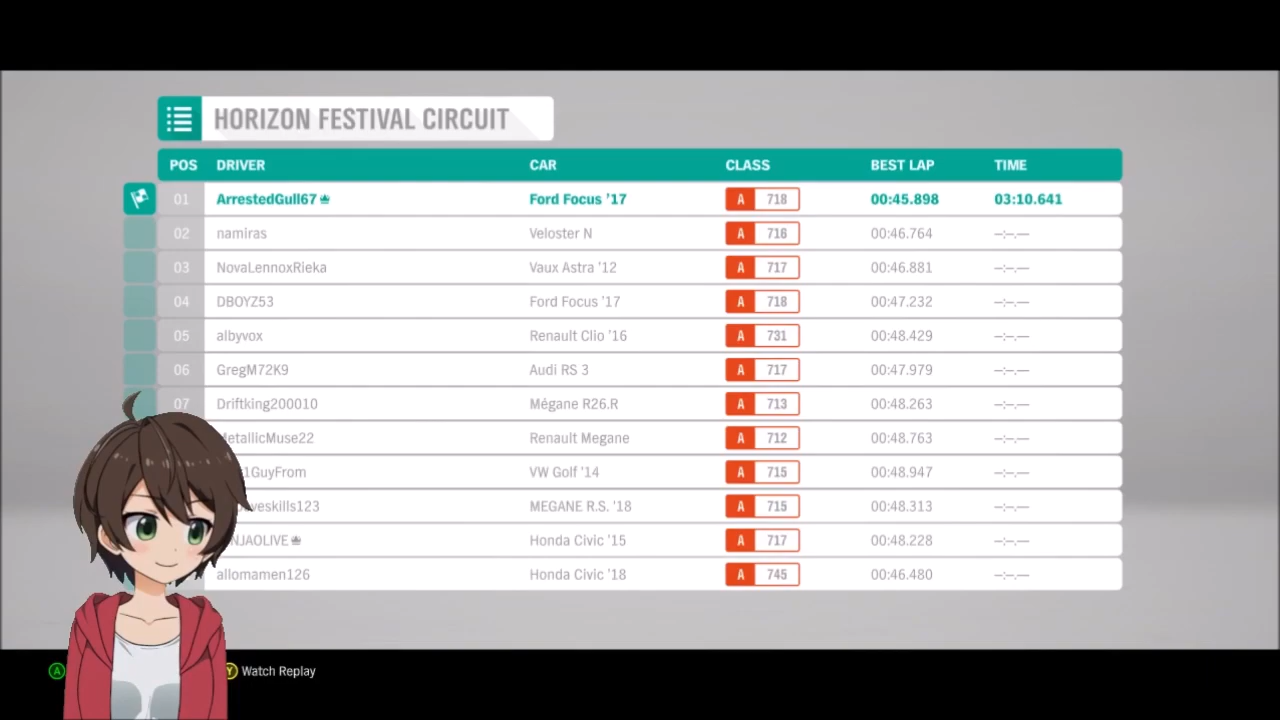 HORIZON FESTIVAL CIRCUIT
POS DRIVER CAR CLASS BEST LAP TIME
01 ArrestedGull67 Ford Focus '17 A 718 00:45.898 03:10.641
02 namiras Veloster N A 716 00:46.764 --:--.---
03 NovaLennoxRieka Vaux Astra '12 A 717 00:46.881 --:--.---
04 DBOYZ53 Ford Focus '17 A 718 00:47.232 --:--.---
05 albyvox Renault Clio '16 A 731 00:48.429 --:--.---
06 GregM72K9 Audi RS 3 A 717 00:47.979 --:--.---
07 Driftking200010 Mégane R26.R A 713 00:48.263 --:--.---
MetallicMuse22 Renault Megane A 712 00:48.763 --:--.---
1GuyFrom VW Golf '14 A 715 00:48.947 --:--.---
veskills123 MEGANE R.S. '18 A 715 00:48.313 --:--.---
NJAOLIVE Honda Civic '15 A 717 00:48.228 --:--.---
allomamen126 Honda Civic '18 A 745 00:46.480 --:--.---
A Y Watch Replay